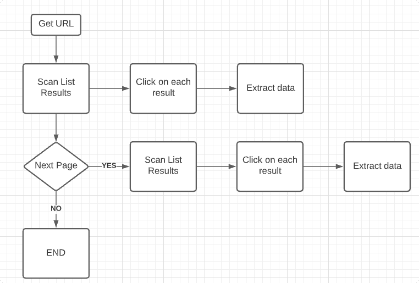 Get URL
Scan List
Results
Click on each
result
Extract data
Next Page
YES
Scan List
Results
Click on each
result
Extract data
NO
END